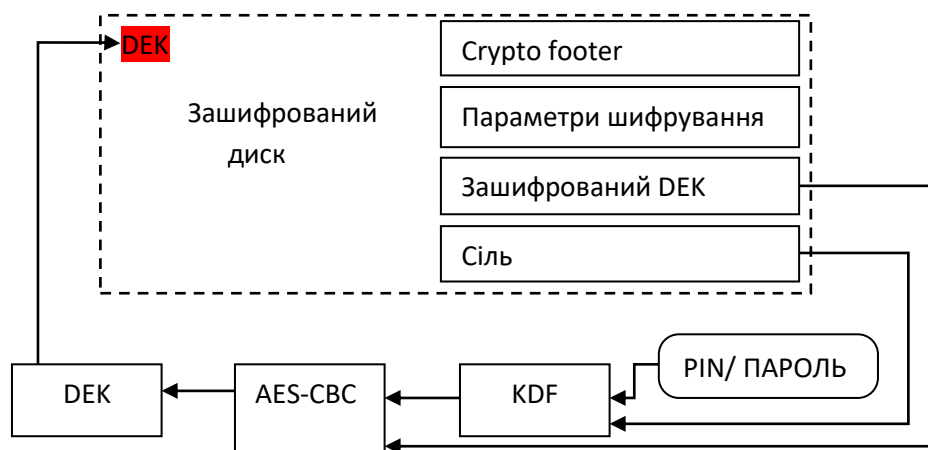 DEK
Crypto footer
Зашифрований
диск
Параметри шифрування
Зашифрований DEK
Сіль
PIN/ ПАРОЛЬ
DEK
AES-CBC
KDF